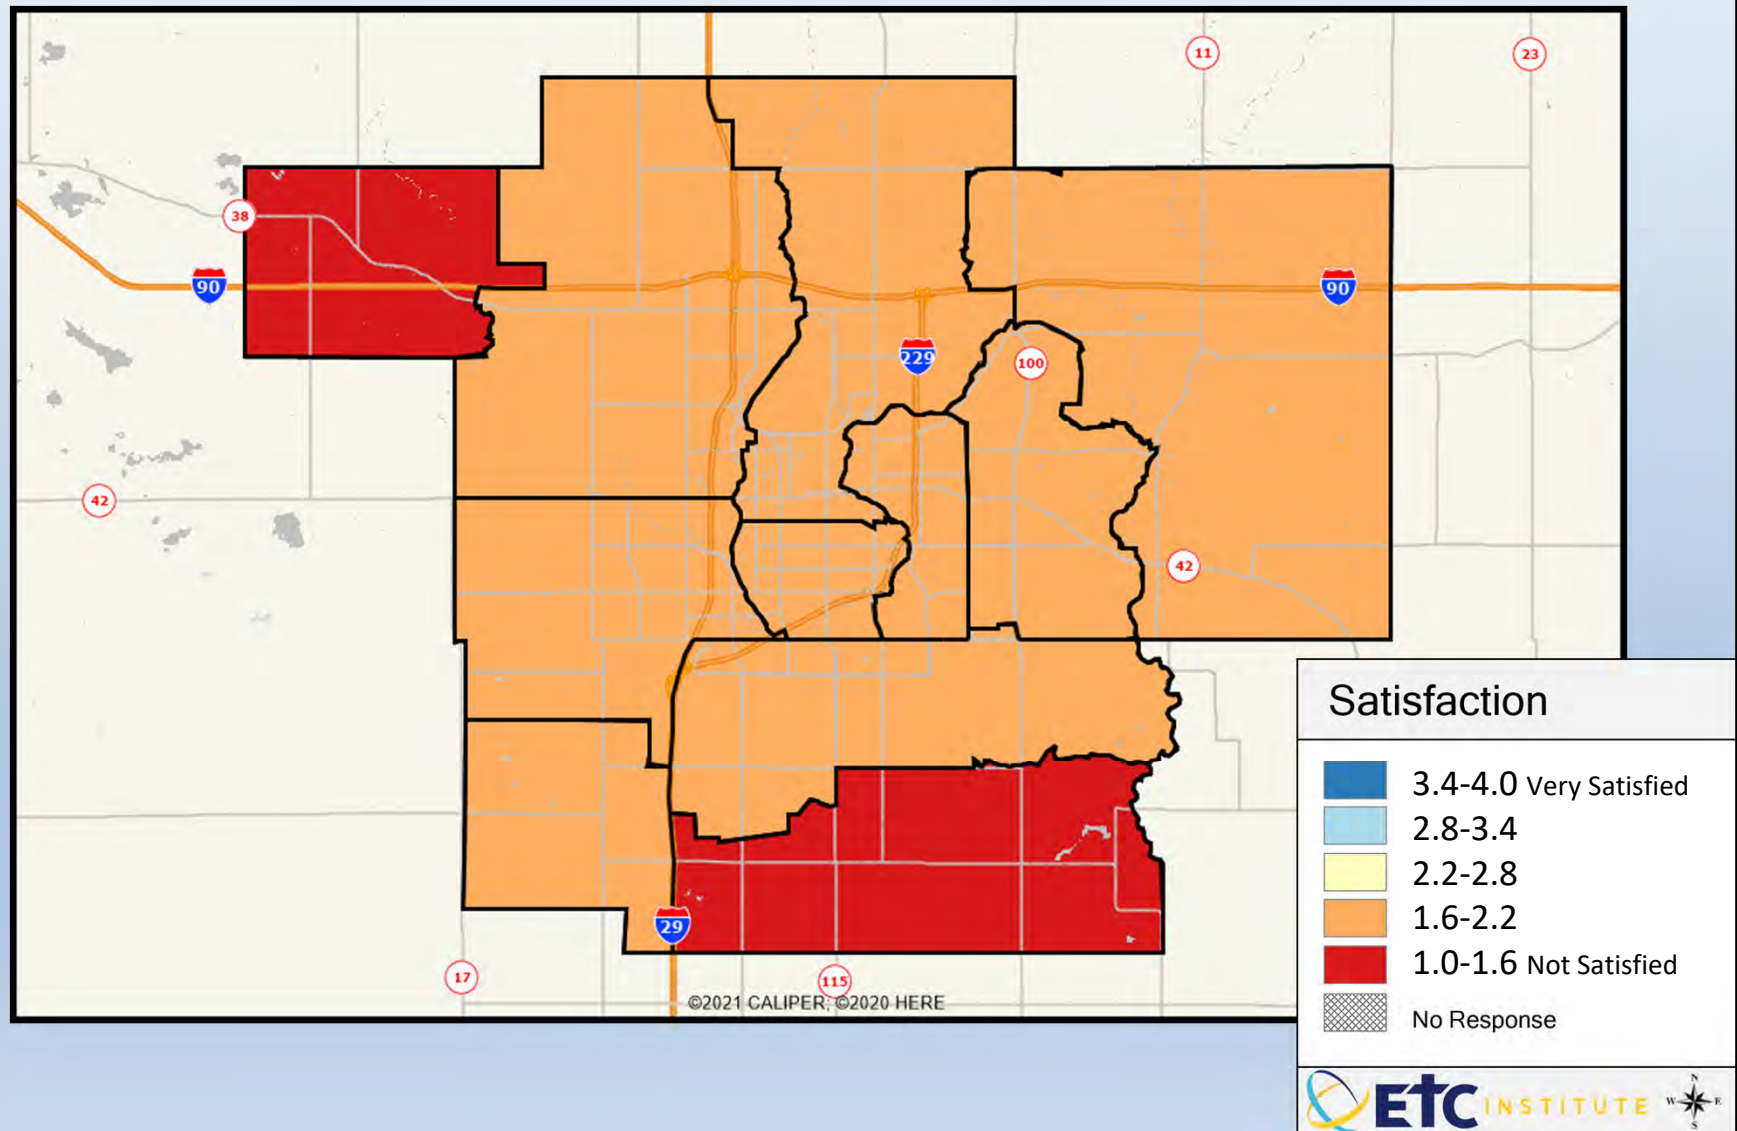 11
23
38
90
90
229
100
42
42
29
17
115
©2021 CALIPER; ©2020 HERE
Satisfaction
3.4-4.0 Very Satisfied
2.8-3.4
2.2-2.8
1.6-2.2
1.0-1.6 Not Satisfied
No Response
ETC INSTITUTE
N
W E
S